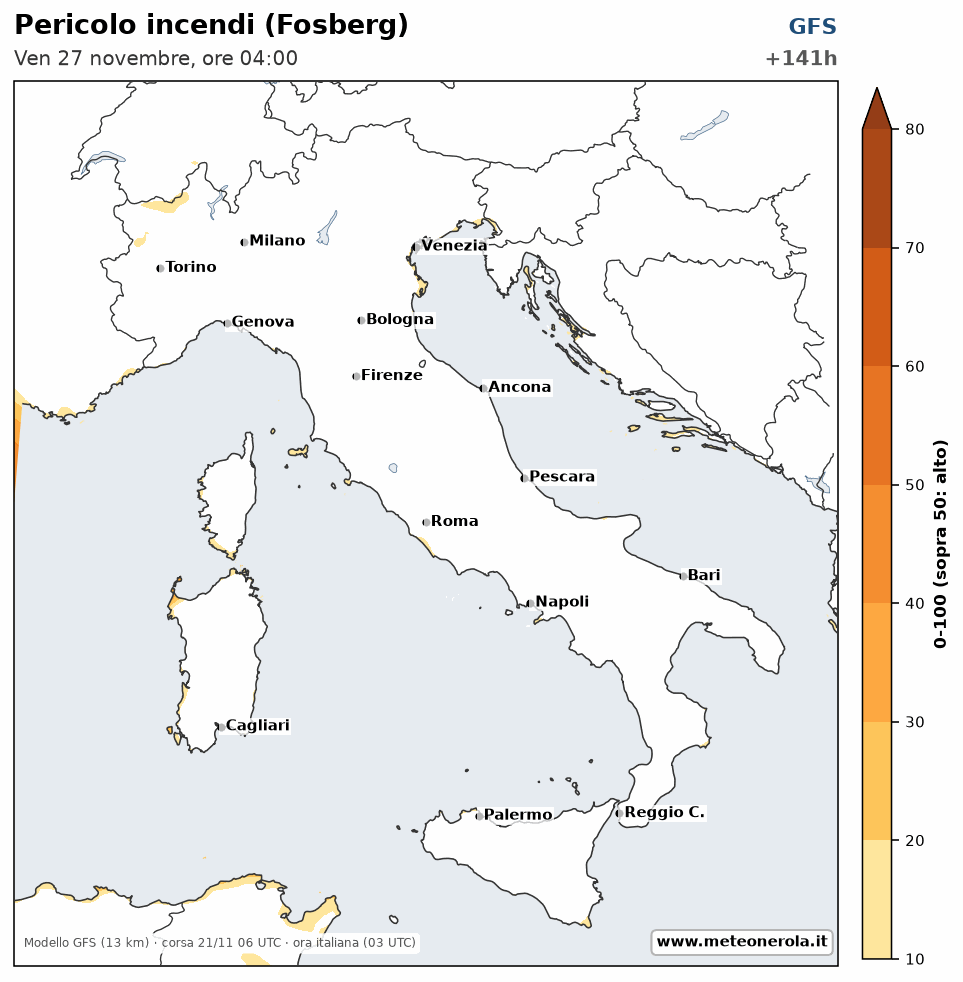 Pericolo incendi (Fosberg)
GFS
Ven 27 novembre, ore 04:00
+141h
80
Milano
Venezia
70
Torino
Genova
Bologna
60
Firenze
Ancona
50
Pescara
Roma
0-100 (sopra 50: alto)
Bari
Napoli
40
Cagliari
30
Palermo
Reggio C.
20
Modello GFS (13 km) · corsa 21/11 06 UTC · ora italiana (03 UTC)
www.meteonerola.it
10